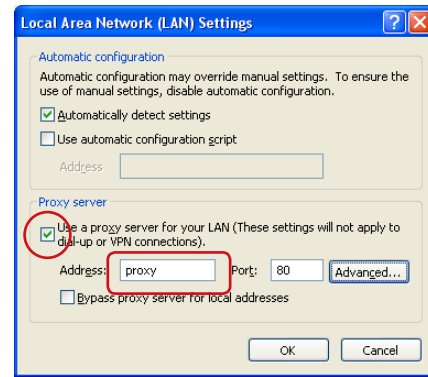 Local Area Network (LAN) Settings
Automatic configuration
Automatic configuration may override manual settings. To ensure the
use of manual settings, disable automatic configuration.
Automatically detect settings
Use automatic configuration script
Address
Proxy server
Use a proxy server for your LAN (These settings will not apply to
dial-up or VPN connections).
Address: proxy Port: 80 Advanced...
Bypass proxy server for local addresses
OK Cancel